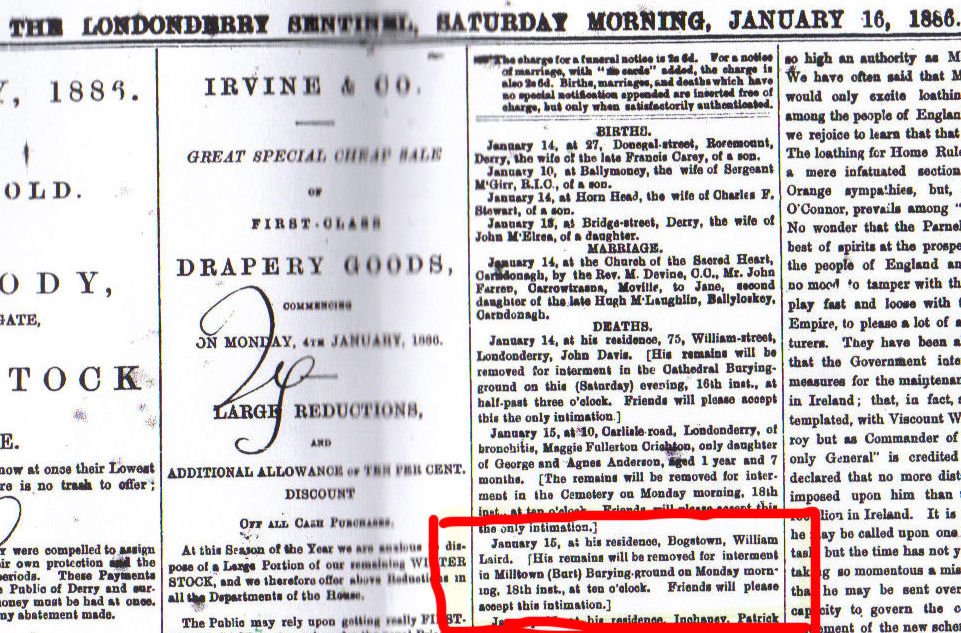 THE LONDONDERRY SENTINEL, SATURDAY MORNING, JANUARY 16, 1886.
Y, 1886.
OLD.
ODY,
GATE,
STOCK
E.
now at once their Lowest
re is no trash to offer;
r were compelled to assign
ir own protection and the
periods. These Payments
e Public of Derry and sur-
oney must be had at once.
ny abatement made.
IRVINE & CO.
GREAT SPECIAL CHEAP SALE
OF
FIRST-CLASS
DRAPERY GOODS,
COMMENCING
ON MONDAY, 4TH JANUARY, 1886.
LARGE REDUCTIONS,
AND
ADDITIONAL ALLOWANCE OF TEN PER CENT.
DISCOUNT
OFF ALL CASH PURCHASES.
At this Season of the Year we are anxious to dis-
pose of a Large Portion of our remaining WINTER
STOCK, and we therefore offer above Reductions in
all the Departments of the House.
The Public may rely upon getting really FIRST-
The charge for a funeral notice is 2s 6d. For a notice
of marriage, with "no cards" added, the charge is
also 2s 6d. Births, marriages, and deaths which have
no special notification appended are inserted free of
charge, but only when satisfactorily authenticated.
BIRTHS.
January 14, at 27, Donegal-street, Rosemount,
Derry, the wife of the late Francis Carey, of a son.
January 10, at Ballymoney, the wife of Sergeant
M'Girr, R.I.C., of a son.
January 14, at Horn Head, the wife of Charles F.
Stewart, of a son.
January at Bridge-street, Derry, the wife of
John M'Elrea, of a daughter.
MARRIAGE.
January 14, at the Church of the Sacred Heart,
Carndonagh, by the Rev. M. Devine, C.C., Mr. John
Farren, Carrowtrasna, Moville, to Jane, second
daughter of the late Hugh M'Laughlin, Ballyloskey,
Carndonagh.
DEATHS.
January 14, at his residence, 75, William-street,
Londonderry, John Davis. [His remains will be
removed for interment in the Cathedral Burying-
ground on this (Saturday) evening, 16th inst., at
half-past three o'clock. Friends will please accept
this the only intimation.]
January 15, at 10, Carlisle-road, Londonderry, of
bronchitis, Maggie Fullerton Crighton, only daughter
of George and Agnes Anderson, aged 1 year and 7
months. [The remains will be removed for inter-
ment in the Cemetery on Monday morning, 18th
inst., at ten o'clock. Friends will please accept this
the only intimation.]
January 15, at his residence, Bogstown, William
Laird. [His remains will be removed for interment
in Milltown (Burt) Burying-ground on Monday morn-
ing, 18th inst., at ten o'clock. Friends will please
accept this intimation.]
January at his residence, Inchaney, Patrick
so high an authority as M
We have often said that M
would only excite loathin
among the people of Englan
we rejoice to learn that that
The loathing for Home Rule
a mere infatuated section
Orange sympathies, but,
O'Connor, prevails among "
No wonder that the Parnel
best of spirits at the prospe
the people of England an
no mood to tamper with th
play fast and loose with
Empire, to please a lot of a
turers. They have been a
that the Government inte
measures for the maintenan
in Ireland; that, in fact, s
templated, with Viscount W
roy but as Commander of
only General" is credited
declared that no more dist
imposed upon him than
lion in Ireland. It is
he may be called upon one
task but the time has not y
taking so momentous a mis
that he may be sent over
capacity to govern the c
ment of the new schem